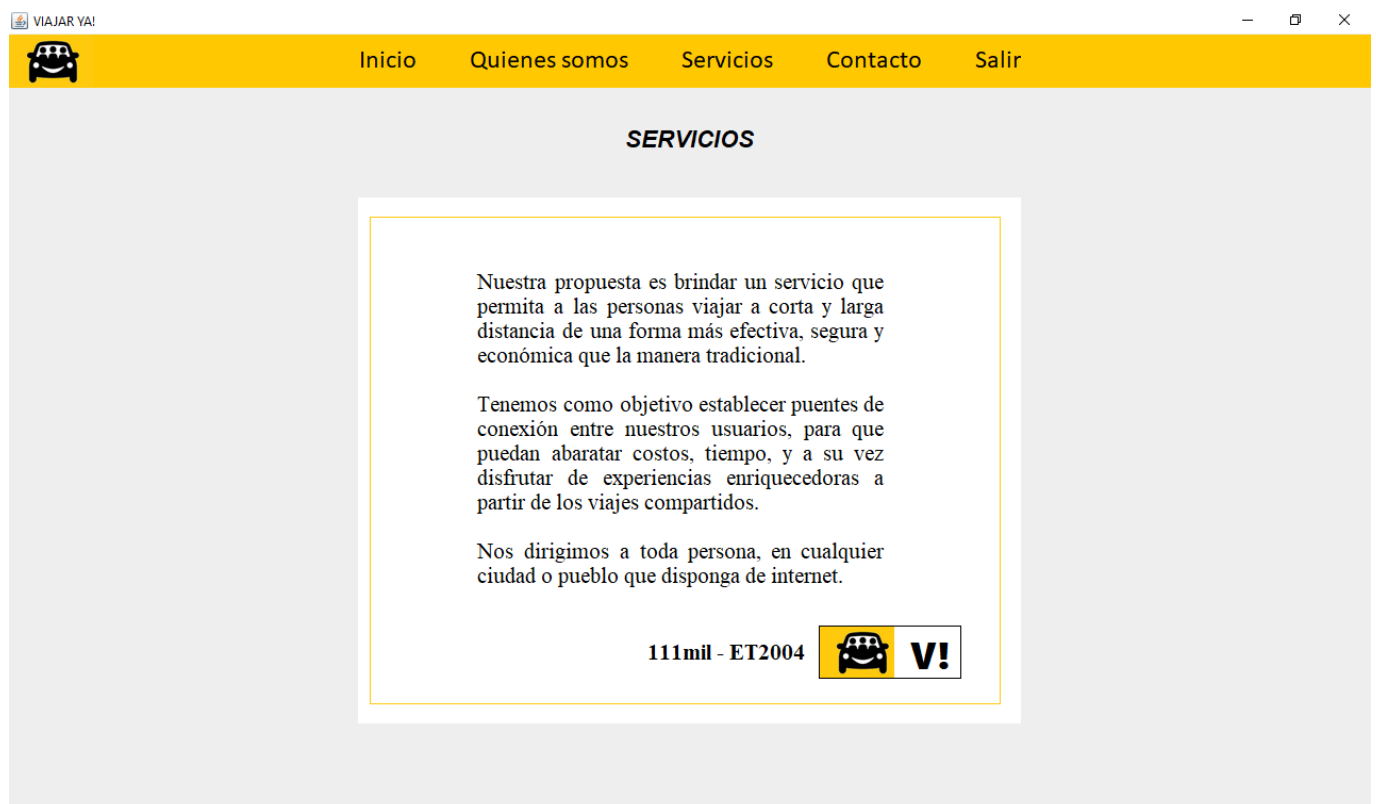 VIAJAR YA!
Inicio Quienes somos Servicios Contacto Salir
SERVICIOS
Nuestra propuesta es brindar un servicio que
permita a las personas viajar a corta y larga
distancia de una forma más efectiva, segura y
económica que la manera tradicional.
Tenemos como objetivo establecer puentes de
conexión entre nuestros usuarios, para que
puedan abaratar costos, tiempo, y a su vez
disfrutar de experiencias enriquecedoras a
partir de los viajes compartidos.
Nos dirigimos a toda persona, en cualquier
ciudad o pueblo que disponga de internet.
111mil - ET2004 V!